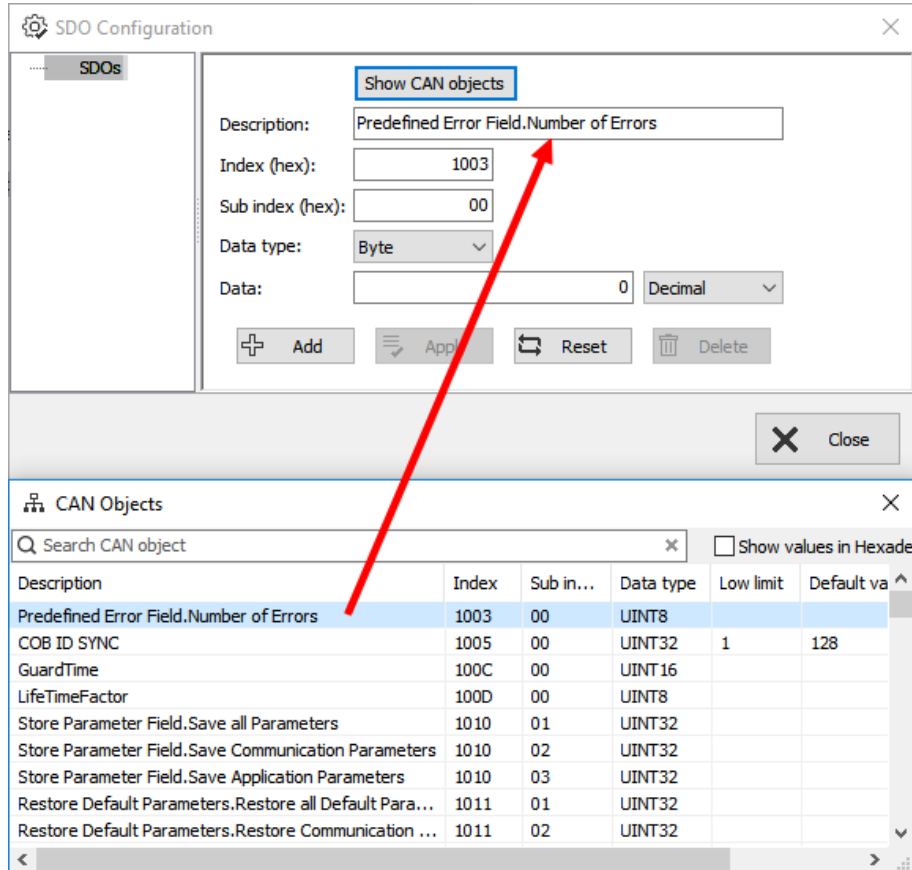 SDO Configuration
SDOs
Show CAN objects
Description: Predefined Error Field.Number of Errors
Index (hex): 1003
Sub index (hex): 00
Data type: Byte
Data: 0 Decimal
Add Apply Reset Delete
Close
CAN Objects
Search CAN object Show values in Hexade
Description Index Sub in... Data type Low limit Default va
Predefined Error Field.Number of Errors 1003 00 UINT8
COB ID SYNC 1005 00 UINT32 1 128
GuardTime 100C 00 UINT16
LifeTimeFactor 100D 00 UINT8
Store Parameter Field.Save all Parameters 1010 01 UINT32
Store Parameter Field.Save Communication Parameters 1010 02 UINT32
Store Parameter Field.Save Application Parameters 1010 03 UINT32
Restore Default Parameters.Restore all Default Para... 1011 01 UINT32
Restore Default Parameters.Restore Communication ... 1011 02 UINT32